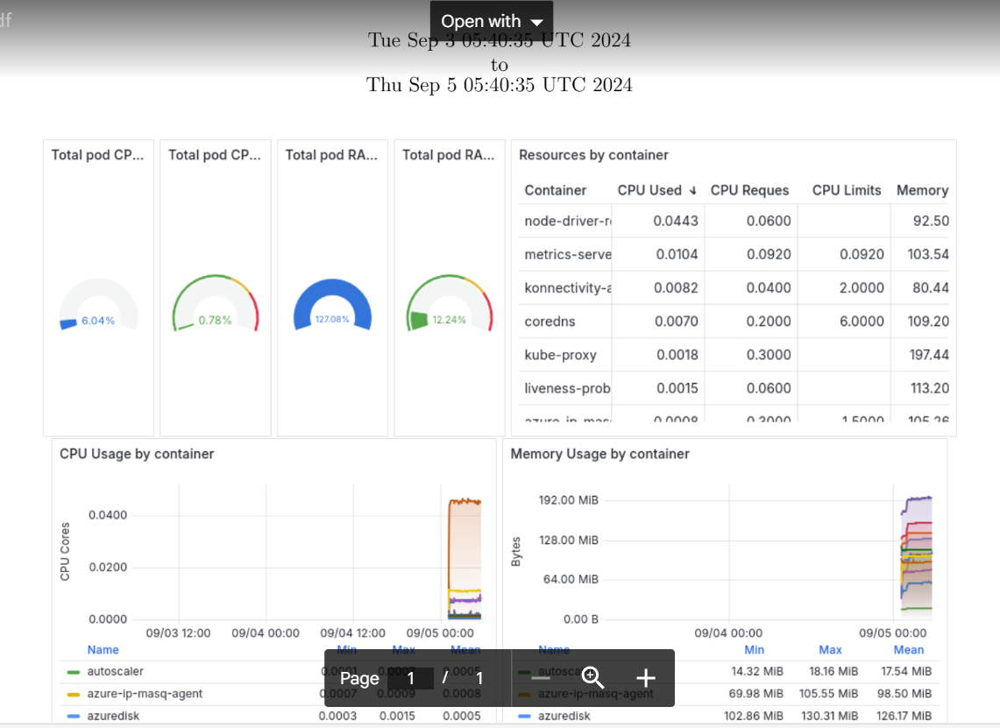 df
Open with
Tue Sep 3 05:40:35 UTC 2024
to
Thu Sep 5 05:40:35 UTC 2024
Total pod CP...
Total pod CP...
Total pod RA...
Total pod RA...
6.04%
0.78%
127.08%
12.24%
Resources by container
Container CPU Used ↓ CPU Reques CPU Limits Memory
node-driver-r 0.0443 0.0600 92.50
metrics-serve 0.0104 0.0920 0.0920 103.54
konnectivity-a 0.0082 0.0400 2.0000 80.44
coredns 0.0070 0.2000 6.0000 109.20
kube-proxy 0.0018 0.3000 197.44
liveness-prob 0.0015 0.0600 113.20
azure-ip-mas 0.0008 0.3000 1.5000 105.26
CPU Usage by container
CPU Cores
0.0400
0.0200
0.0000
09/03 12:00 09/04 00:00 09/04 12:00 09/05 00:00
Name Min Max Mean
autoscaler 0.0001 0.0007 0.0005
azure-ip-masq-agent 0.0007 0.0009 0.0008
azuredisk 0.0003 0.0015 0.0005
Memory Usage by container
Bytes
192.00 MiB
128.00 MiB
64.00 MiB
0.00 B
09/04 00:00 09/05 00:00
Name Min Max Mean
autoscaler 14.32 MiB 18.16 MiB 17.54 MiB
azure-ip-masq-agent 69.98 MiB 105.55 MiB 98.50 MiB
azuredisk 102.86 MiB 130.31 MiB 126.17 MiB
Page 1 / 1